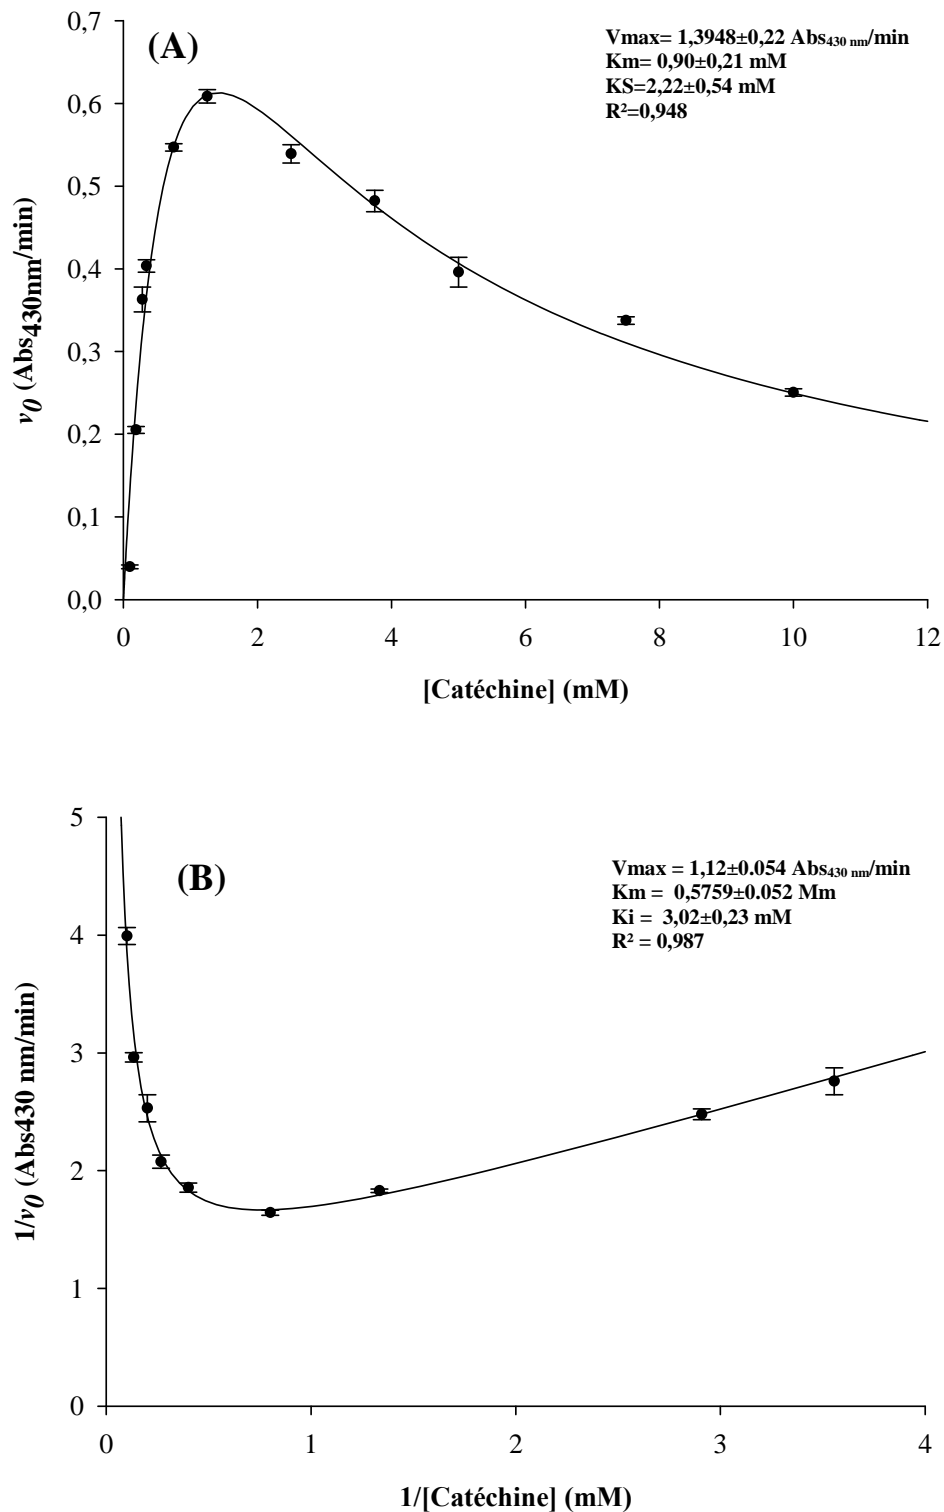 (A)
Vmax= 1,3948±0,22 Abs430 nm/min
Km= 0,90±0,21 mM
KS=2,22±0,54 mM
R²=0,948
v0 (Abs430nm/min)
0,7
0,6
0,5
0,4
0,3
0,2
0,1
0,0
0 2 4 6 8 10 12
[Catéchine] (mM)
(B)
Vmax = 1,12±0.054 Abs430 nm/min
Km = 0,5759±0.052 Mm
Ki = 3,02±0,23 mM
R² = 0,987
1/v0 (Abs430 nm/min)
5
4
3
2
1
0
0 1 2 3 4
1/[Catéchine] (mM)